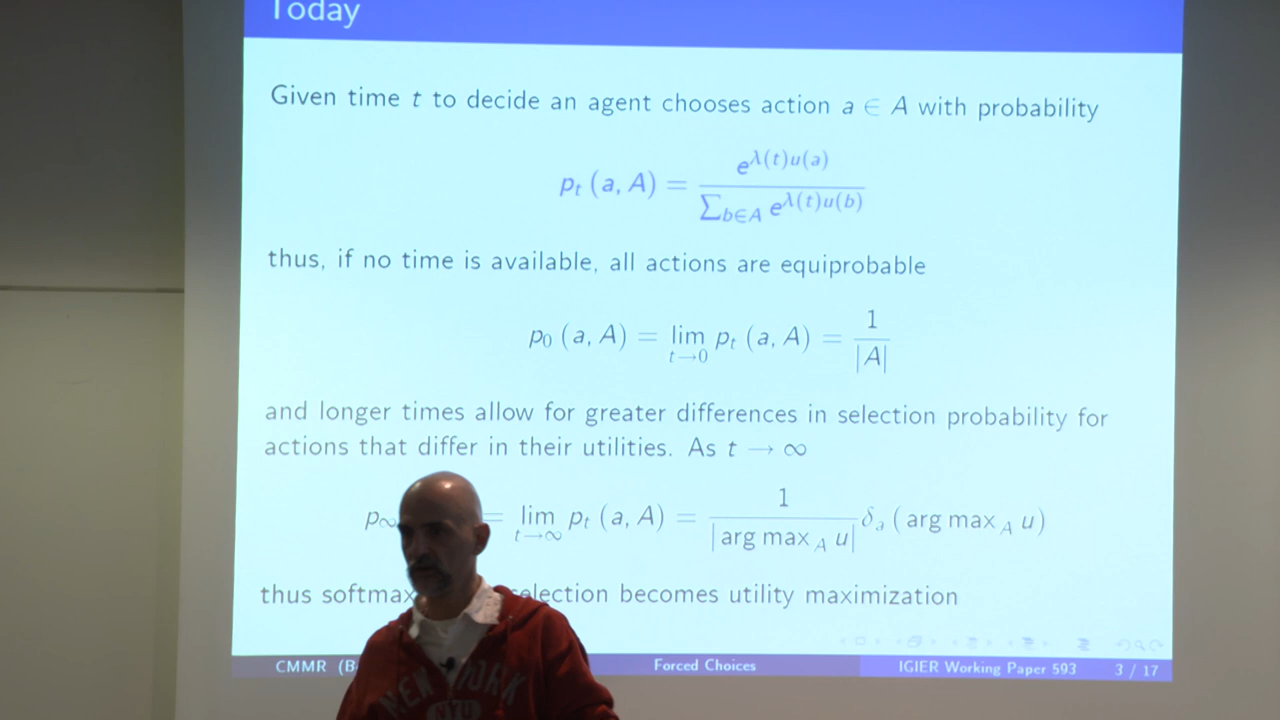 Today
Given time t to decide an agent chooses action a ∈ A with probability
p_t (a, A) = e^{λ(t)u(a)} / ∑_{b∈A} e^{λ(t)u(b)}
thus, if no time is available, all actions are equiprobable
p_0 (a, A) = lim_{t→0} p_t (a, A) = 1 / |A|
and longer times allow for greater differences in selection probability for
actions that differ in their utilities. As t → ∞
p_∞ = lim_{t→∞} p_t (a, A) = 1 / |arg max_A u| δ_a (arg max_A u)
thus softmax selection becomes utility maximization
CMMR (B Forced Choices IGIER Working Paper 593 3 / 17
NEW YORK